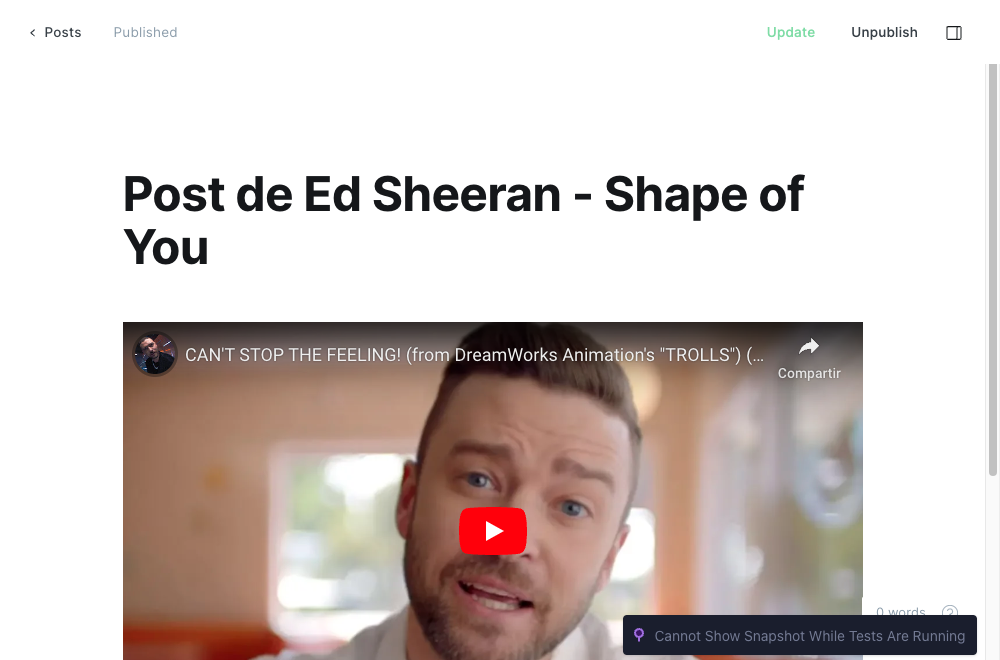 Posts Published Update Unpublish
Post de Ed Sheeran - Shape of
You
CAN'T STOP THE FEELING! (from DreamWorks Animation's "TROLLS") (...
Compartir
0 words ?
Cannot Show Snapshot While Tests Are Running